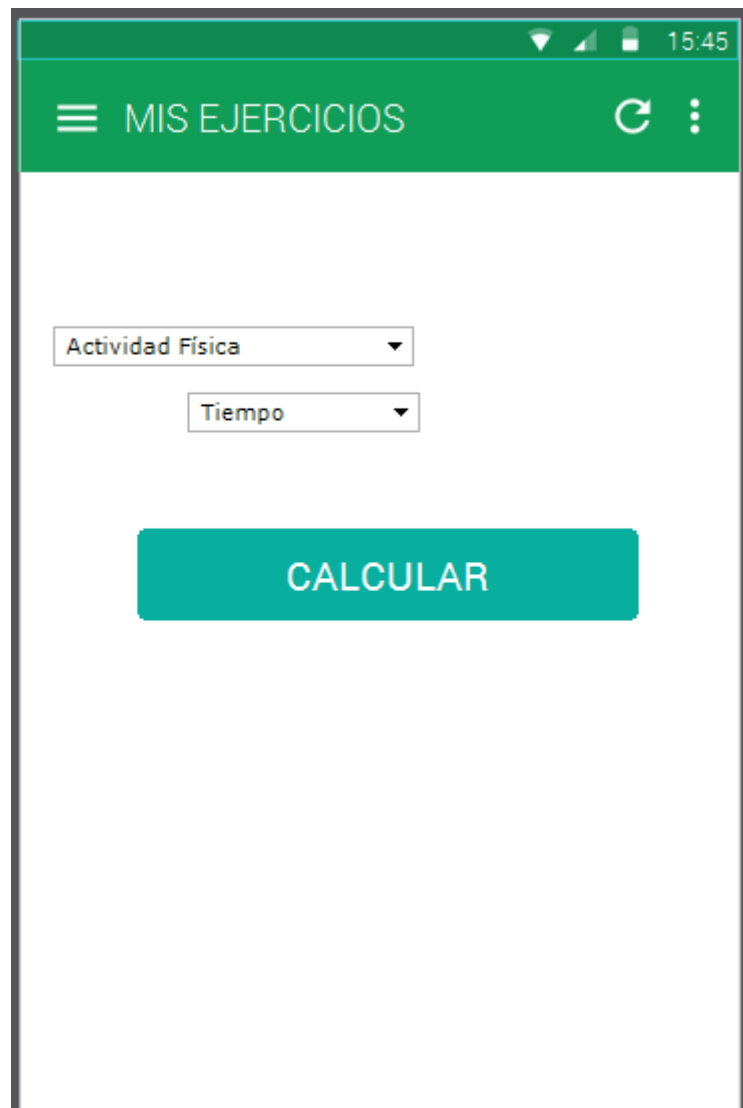 15:45
MIS EJERCICIOS
Actividad Física
Tiempo
CALCULAR